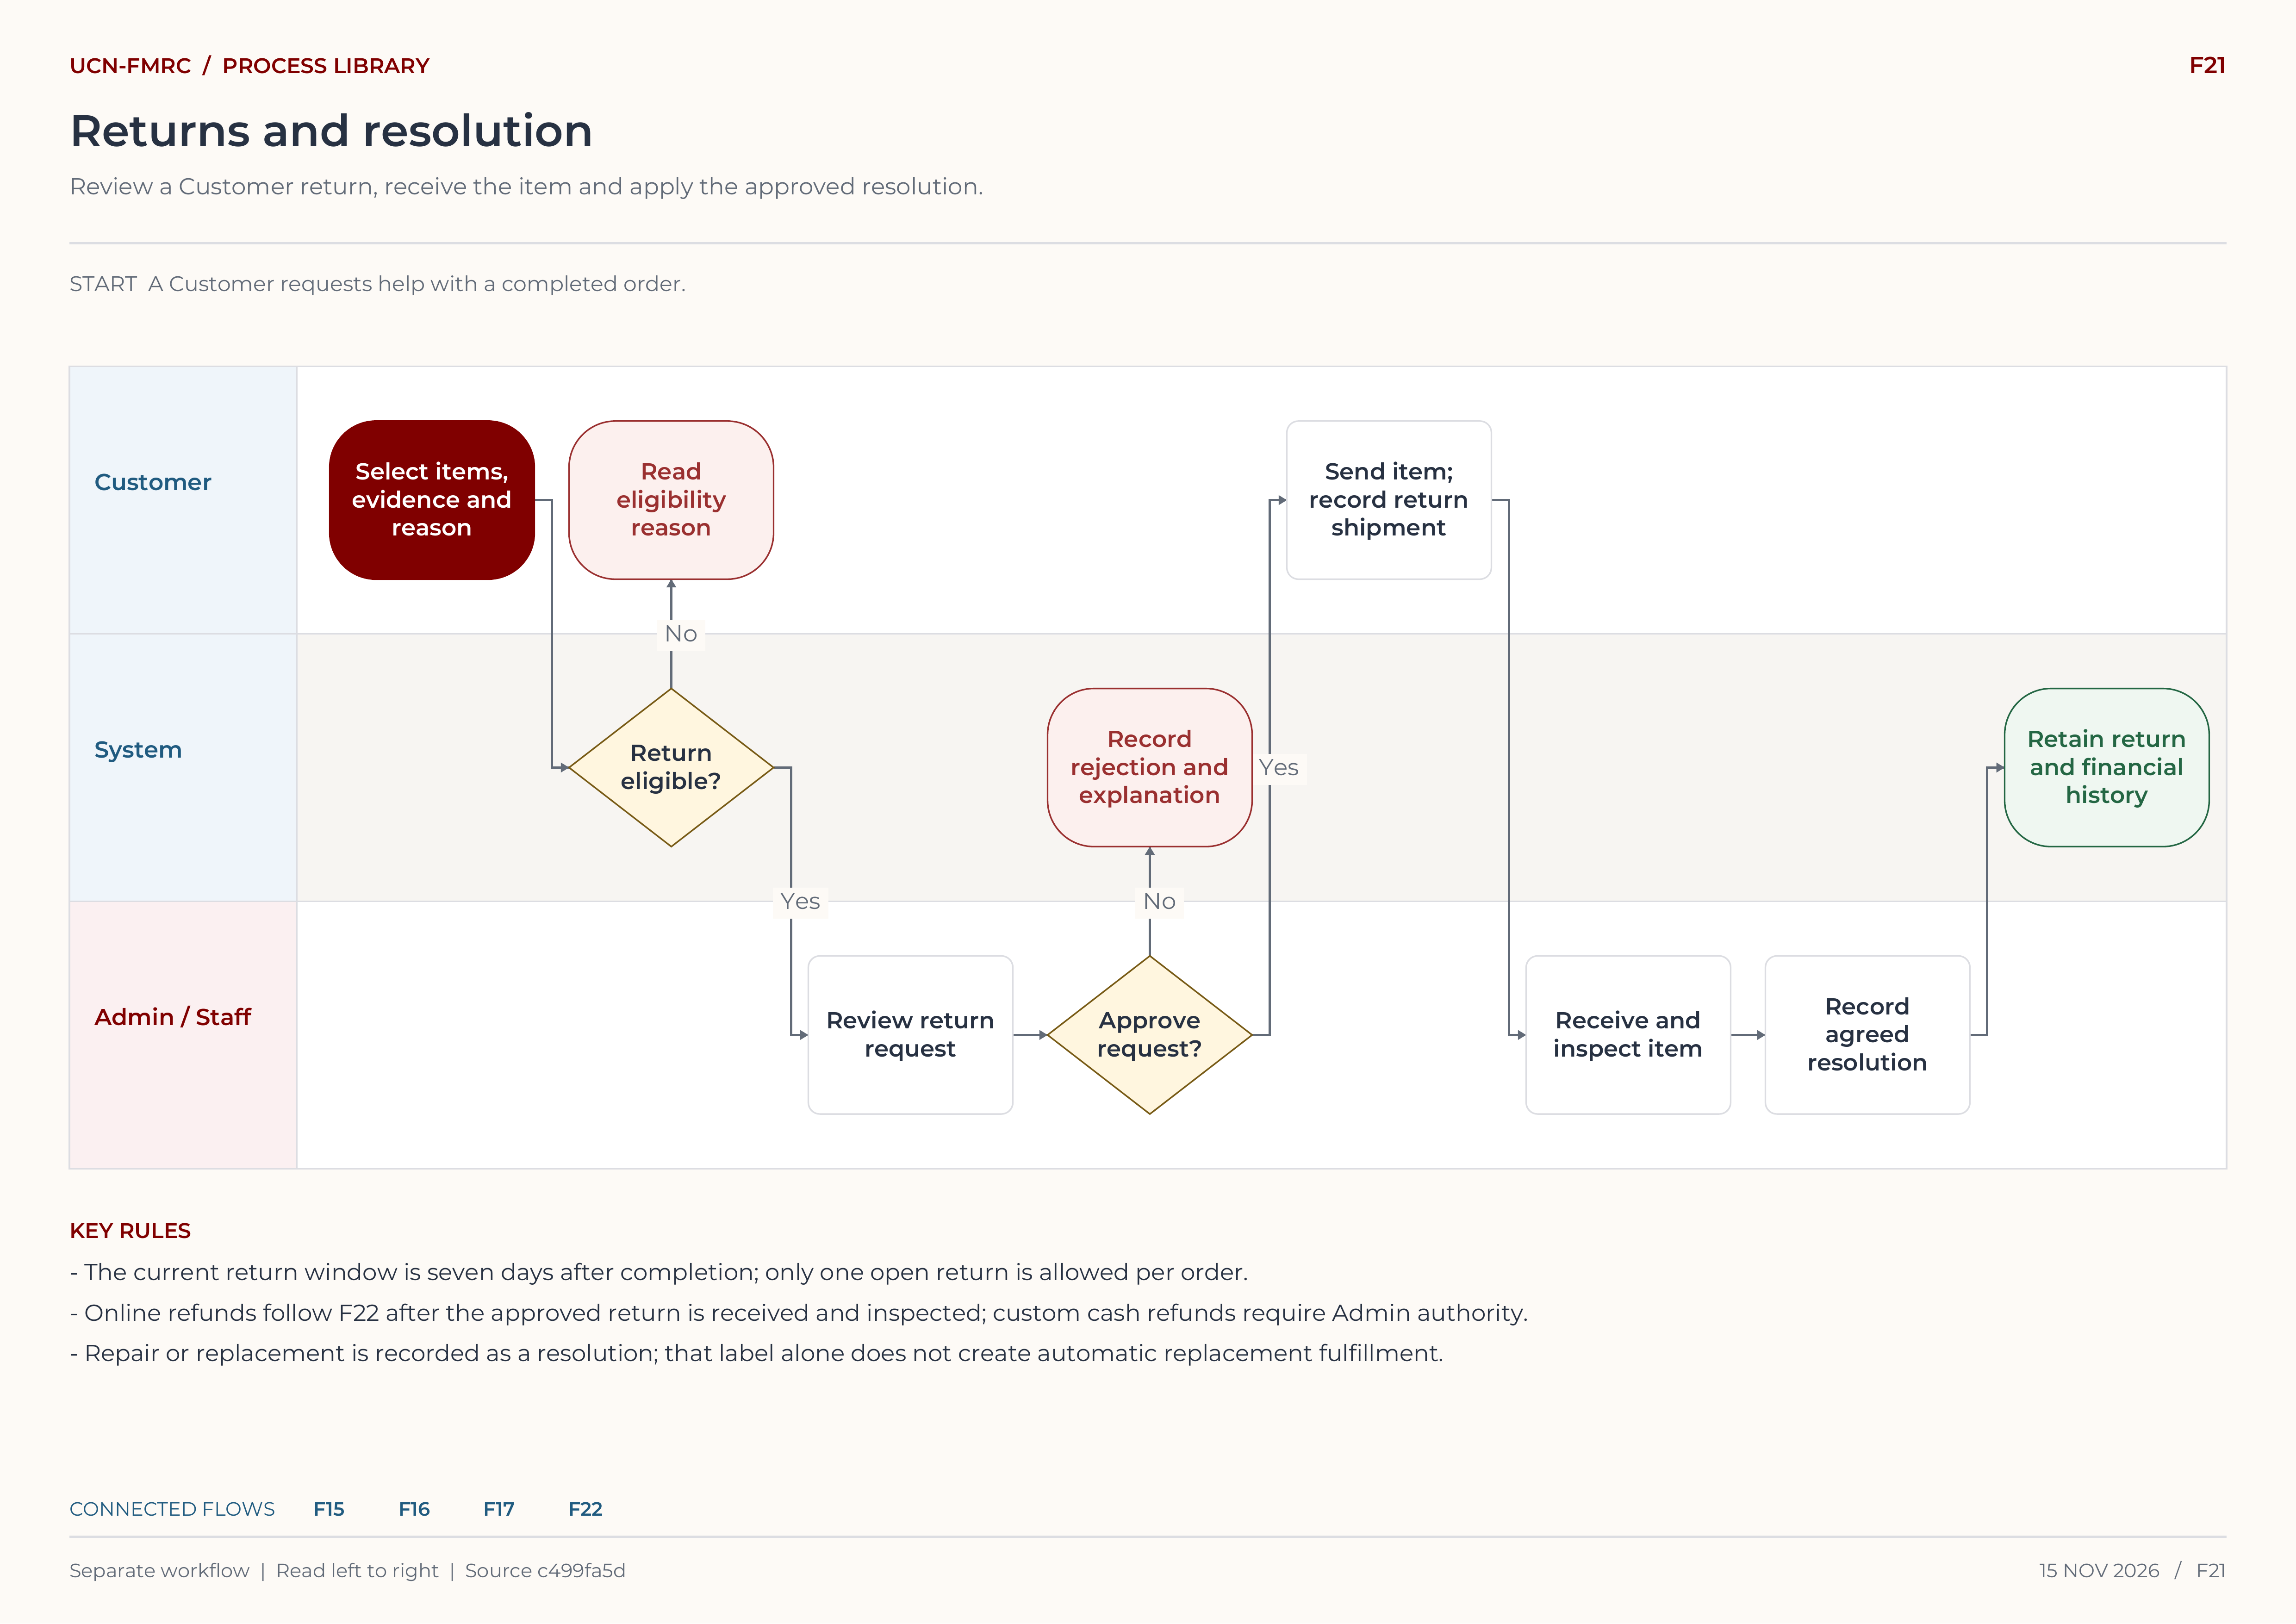 UCN-FMRC / PROCESS LIBRARY
F21
Returns and resolution
Review a Customer return, receive the item and apply the approved resolution.
START A Customer requests help with a completed order.
Customer
Select items,
evidence and
reason
Read
eligibility
reason
Send item;
record return
shipment
No
System
Return
eligible?
Record
rejection and
explanation
Yes
Retain return
and financial
history
Yes
No
Admin / Staff
Review return
request
Approve
request?
Receive and
inspect item
Record
agreed
resolution
KEY RULES
- The current return window is seven days after completion; only one open return is allowed per order.
- Online refunds follow F22 after the approved return is received and inspected; custom cash refunds require Admin authority.
- Repair or replacement is recorded as a resolution; that label alone does not create automatic replacement fulfillment.
CONNECTED FLOWS F15 F16 F17 F22
Separate workflow | Read left to right | Source c499fa5d
15 NOV 2026 / F21